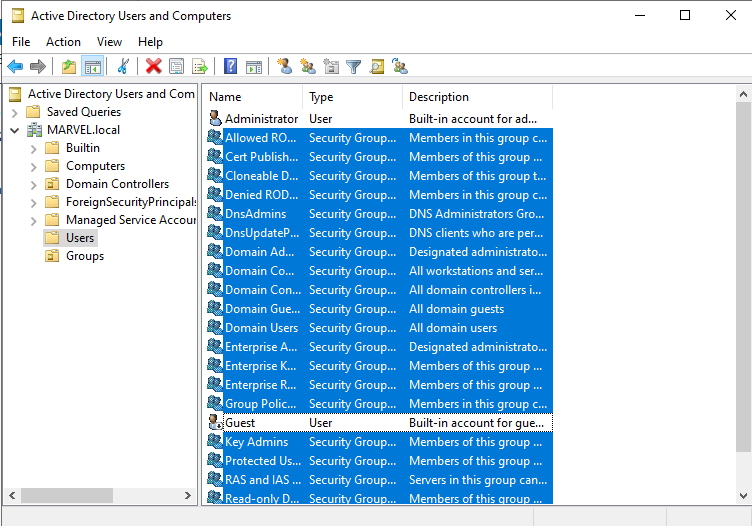 Active Directory Users and Computers
File Action View Help
Active Directory Users and Com
Saved Queries
MARVEL.local
Builtin
Computers
Domain Controllers
ForeignSecurityPrincipals
Managed Service Accour
Users
Groups
Name Type Description
Administrator User Built-in account for ad...
Allowed RO... Security Group... Members in this group c...
Cert Publish... Security Group... Members of this group ...
Cloneable D... Security Group... Members of this group t...
Denied ROD... Security Group... Members in this group c...
DnsAdmins Security Group... DNS Administrators Gro...
DnsUpdateP... Security Group... DNS clients who are per...
Domain Ad... Security Group... Designated administrato...
Domain Co... Security Group... All workstations and ser...
Domain Con... Security Group... All domain controllers i...
Domain Gue... Security Group... All domain guests
Domain Users Security Group... All domain users
Enterprise A... Security Group... Designated administrato...
Enterprise K... Security Group... Members of this group ...
Enterprise R... Security Group... Members of this group ...
Group Polic... Security Group... Members in this group c...
Guest User Built-in account for gue...
Key Admins Security Group... Members of this group ...
Protected Us... Security Group... Members of this group ...
RAS and IAS ... Security Group... Servers in this group can...
Read-only D... Security Group... Members of this group ...